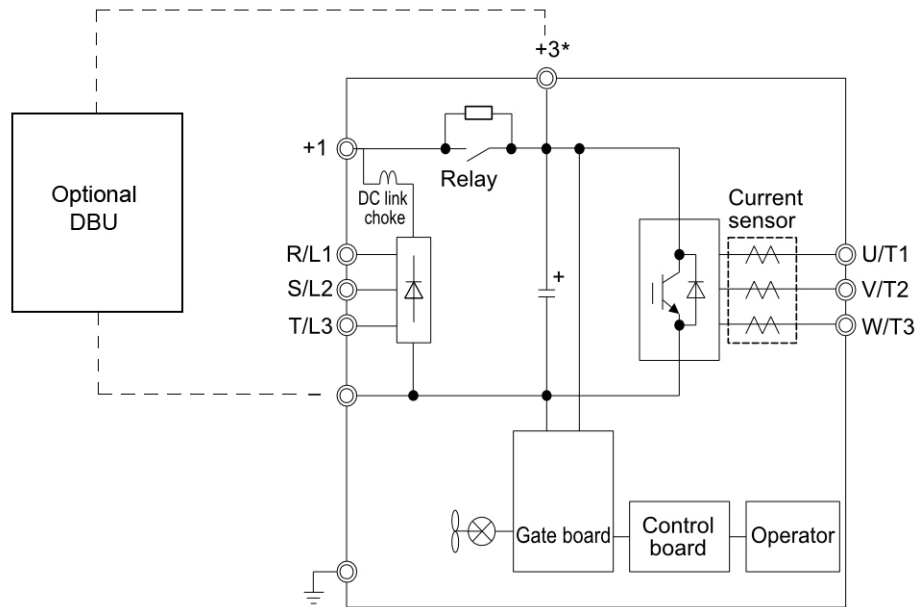 +3*
Optional
DBU
+1
Relay
DC link
choke
Current
sensor
R/L1
S/L2
T/L3
+
U/T1
V/T2
W/T3
–
Gate board
Control
board
Operator